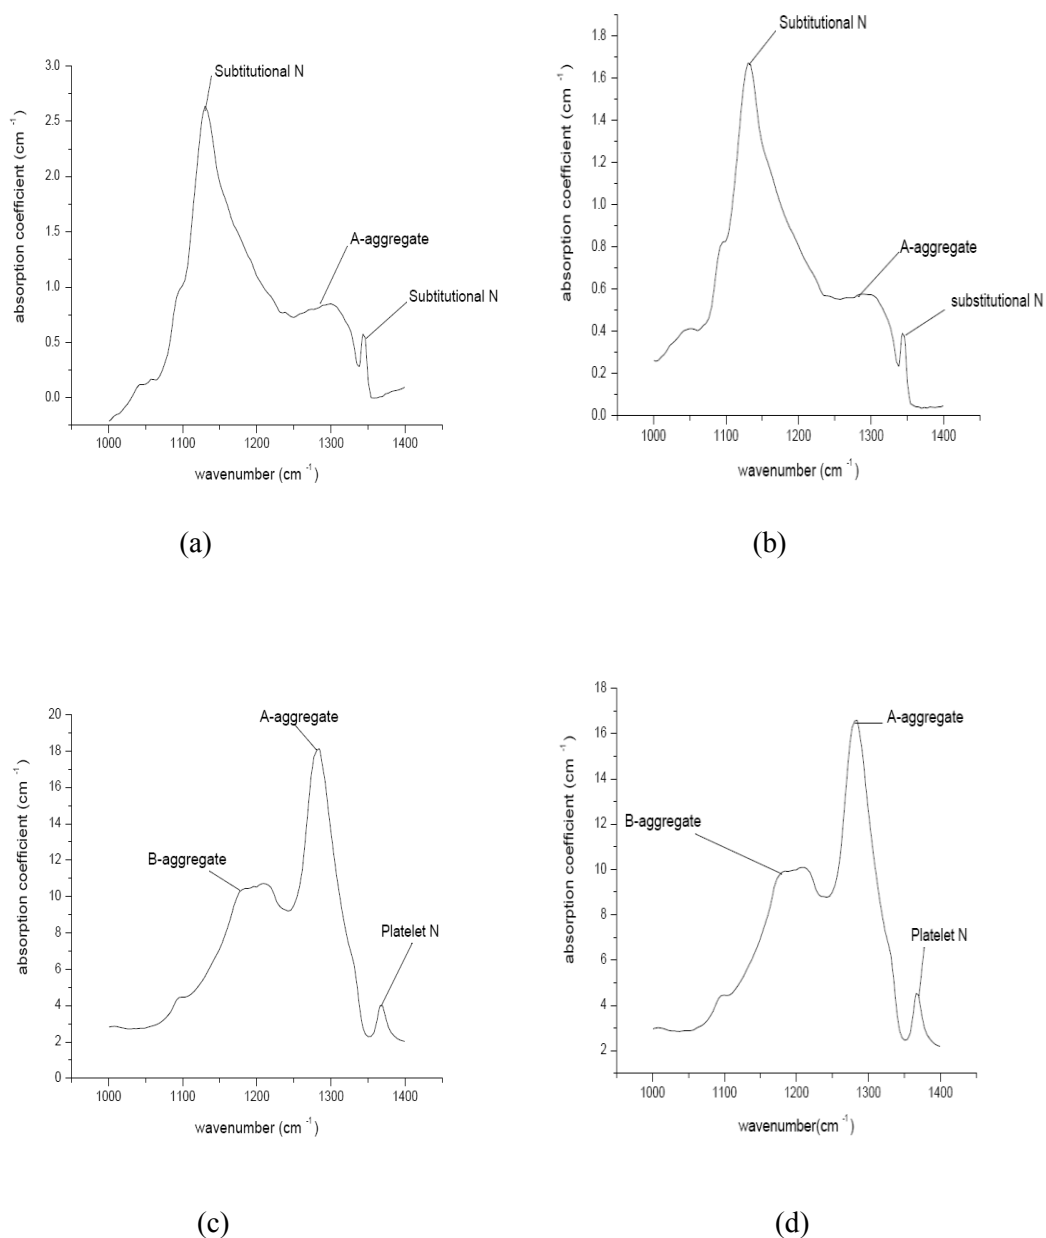 Subtitutional N
A-aggregate
Subtitutional N
absorption coefficient (cm -1)
3.0
2.5
2.0
1.5
1.0
0.5
0.0
1000 1100 1200 1300 1400
wavenumber (cm -1)
(a)
Subtitutional N
A-aggregate
substitutional N
absorption coefficient (cm -1)
1.8
1.6
1.4
1.2
1.0
0.8
0.6
0.4
0.2
0.0
1000 1100 1200 1300 1400
wavenumber (cm -1)
(b)
A-aggregate
B-aggregate
Platelet N
absorption coefficient (cm -1)
20
18
16
14
12
10
8
6
4
2
0
1000 1100 1200 1300 1400
wavenumber (cm -1)
(c)
A-aggregate
B-aggregate
Platelet N
absorption coefficient (cm -1)
18
16
14
12
10
8
6
4
2
1000 1100 1200 1300 1400
wavenumber(cm -1)
(d)